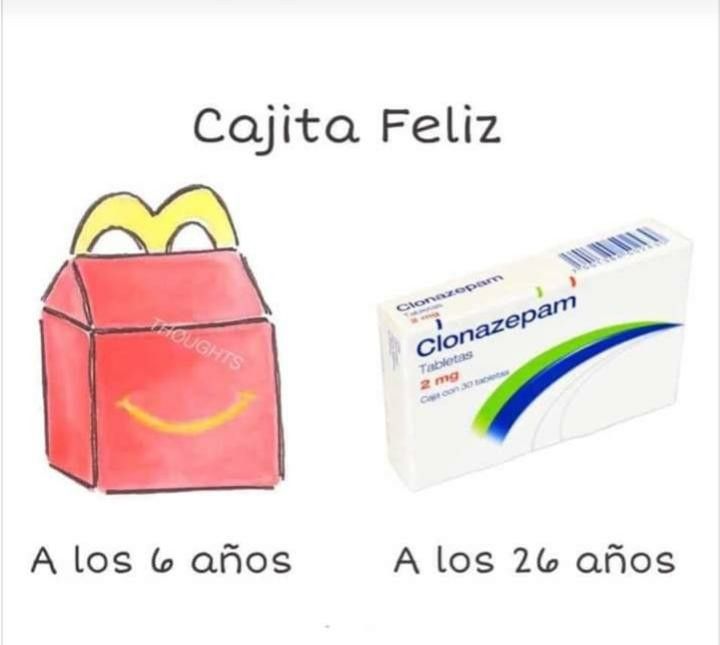 Cajita Feliz
THOUGHTS
Clonazepam
Tabletas
2 mg
Clonazepam
Tabletas
2 mg
Caja con 30 tabletas
A los 6 años
A los 26 años